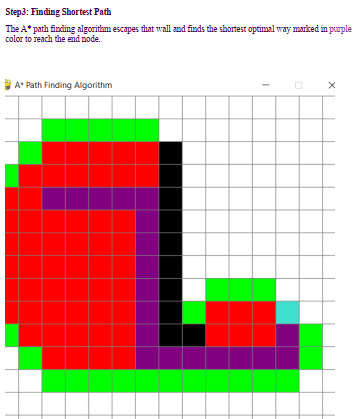 Step3: Finding Shortest Path
The A* path finding algorithm escapes that wall and finds the shortest optimal way marked in purple
color to reach the end node.
A* Path Finding Algorithm